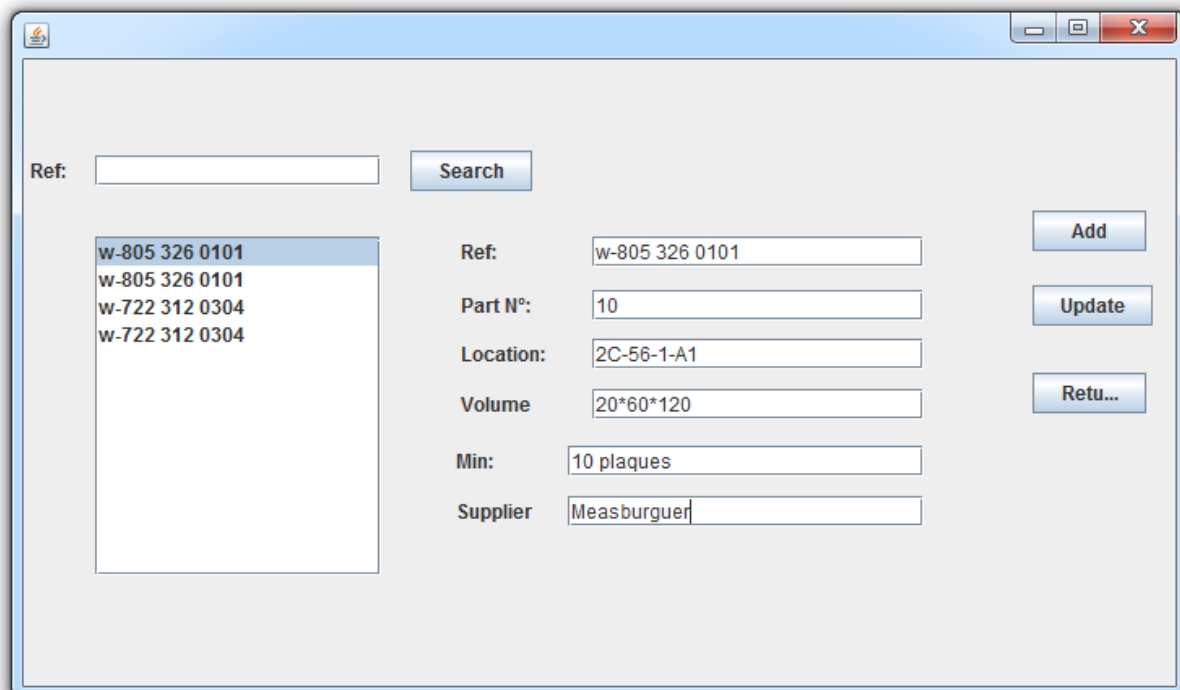 Ref:
Search
Add
w-805 326 0101
w-805 326 0101
w-722 312 0304
w-722 312 0304
Ref: w-805 326 0101
Part Nº: 10
Update
Location: 2C-56-1-A1
Volume 20*60*120
Retu...
Min: 10 plaques
Supplier Measburguer